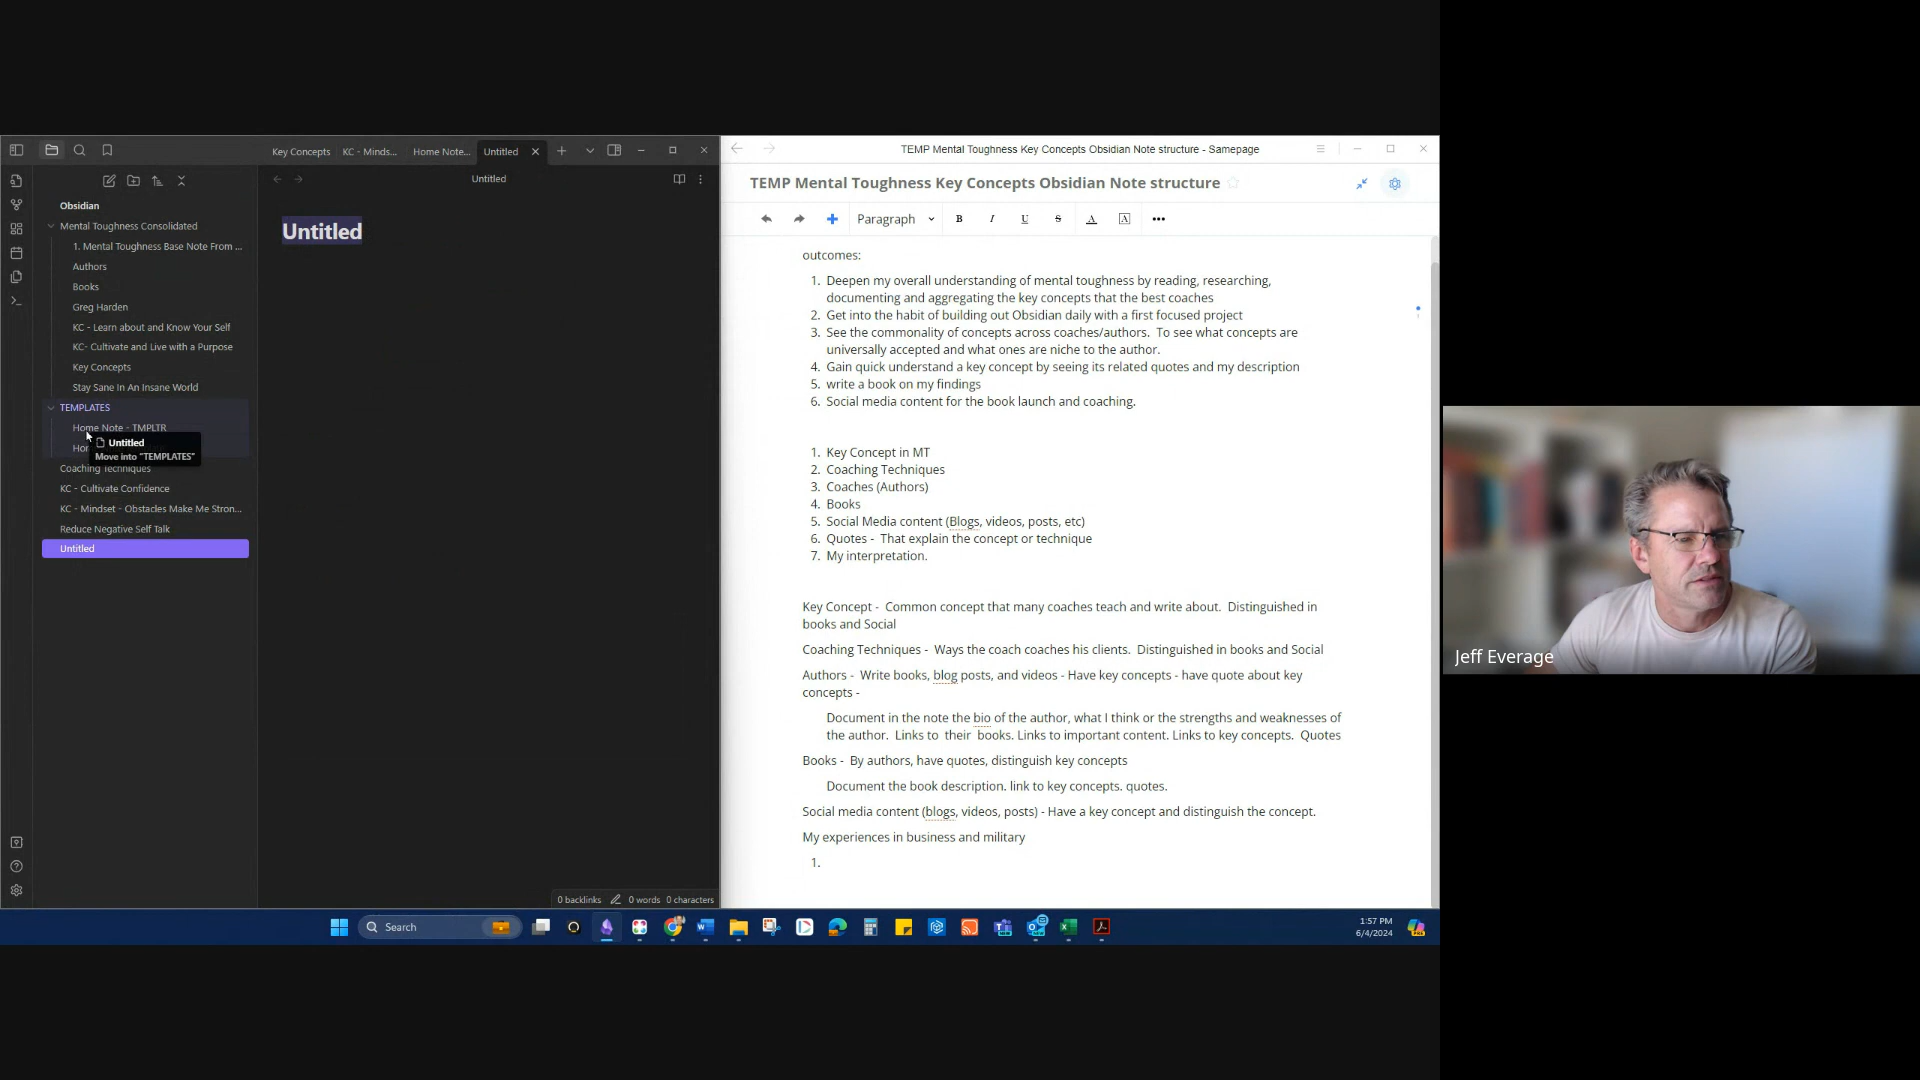 Key Concepts
KC - Minds...
Home Note...
Untitled
Untitled
Untitled
Obsidian
Mental Toughness Consolidated
1. Mental Toughness Base Note From ...
Authors
Books
Greg Harden
KC - Learn about and Know Your Self
KC- Cultivate and Live with a Purpose
Key Concepts
Stay Sane In An Insane World
TEMPLATES
Home Note - TMPLTR
Hor
Untitled
Move into "TEMPLATES"
Coaching Techniques
KC - Cultivate Confidence
KC - Mindset - Obstacles Make Me Stron...
Reduce Negative Self Talk
Untitled
0 backlinks 0 words 0 characters
TEMP Mental Toughness Key Concepts Obsidian Note structure - Samepage
TEMP Mental Toughness Key Concepts Obsidian Note structure
Paragraph B I U S A A
outcomes:
1. Deepen my overall understanding of mental toughness by reading, researching,
documenting and aggregating the key concepts that the best coaches
2. Get into the habit of building out Obsidian daily with a first focused project
3. See the commonality of concepts across coaches/authors. To see what concepts are
universally accepted and what ones are niche to the author.
4. Gain quick understand a key concept by seeing its related quotes and my description
5. write a book on my findings
6. Social media content for the book launch and coaching.
1. Key Concept in MT
2. Coaching Techniques
3. Coaches (Authors)
4. Books
5. Social Media content (Blogs, videos, posts, etc)
6. Quotes - That explain the concept or technique
7. My interpretation.
Key Concept - Common concept that many coaches teach and write about. Distinguished in
books and Social
Coaching Techniques - Ways the coach coaches his clients. Distinguished in books and Social
Authors - Write books, blog posts, and videos - Have key concepts - have quote about key
concepts -
Document in the note the bio of the author, what I think or the strengths and weaknesses of
the author. Links to their books. Links to important content. Links to key concepts. Quotes
Books - By authors, have quotes, distinguish key concepts
Document the book description. link to key concepts. quotes.
Social media content (blogs, videos, posts) - Have a key concept and distinguish the concept.
My experiences in business and military
1.
Search
1:57 PM
6/4/2024
Jeff Everage